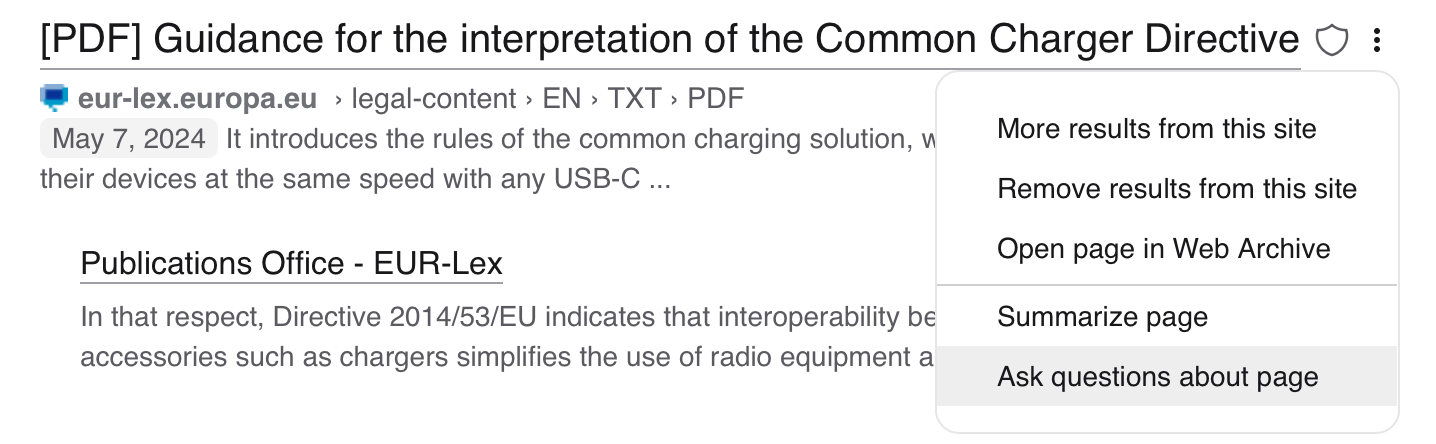 [PDF] Guidance for the interpretation of the Common Charger Directive
eur-lex.europa.eu › legal-content › EN › TXT › PDF
More results from this site
May 7, 2024 It introduces the rules of the common charging solution,
their devices at the same speed with any USB-C ...
Remove results from this site
Open page in Web Archive
Publications Office - EUR-Lex
In that respect, Directive 2014/53/EU indicates that interoperability
accessories such as chargers simplifies the use of radio equipment
Summarize page
Ask questions about page